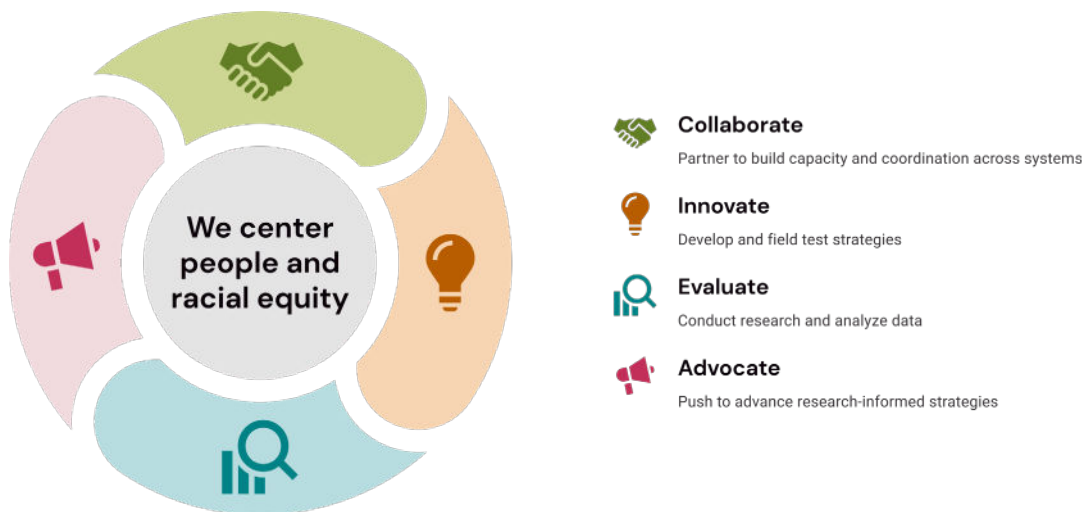 We center
people and
racial equity
Collaborate
Partner to build capacity and coordination across systems
Innovate
Develop and field test strategies
Evaluate
Conduct research and analyze data
Advocate
Push to advance research-informed strategies